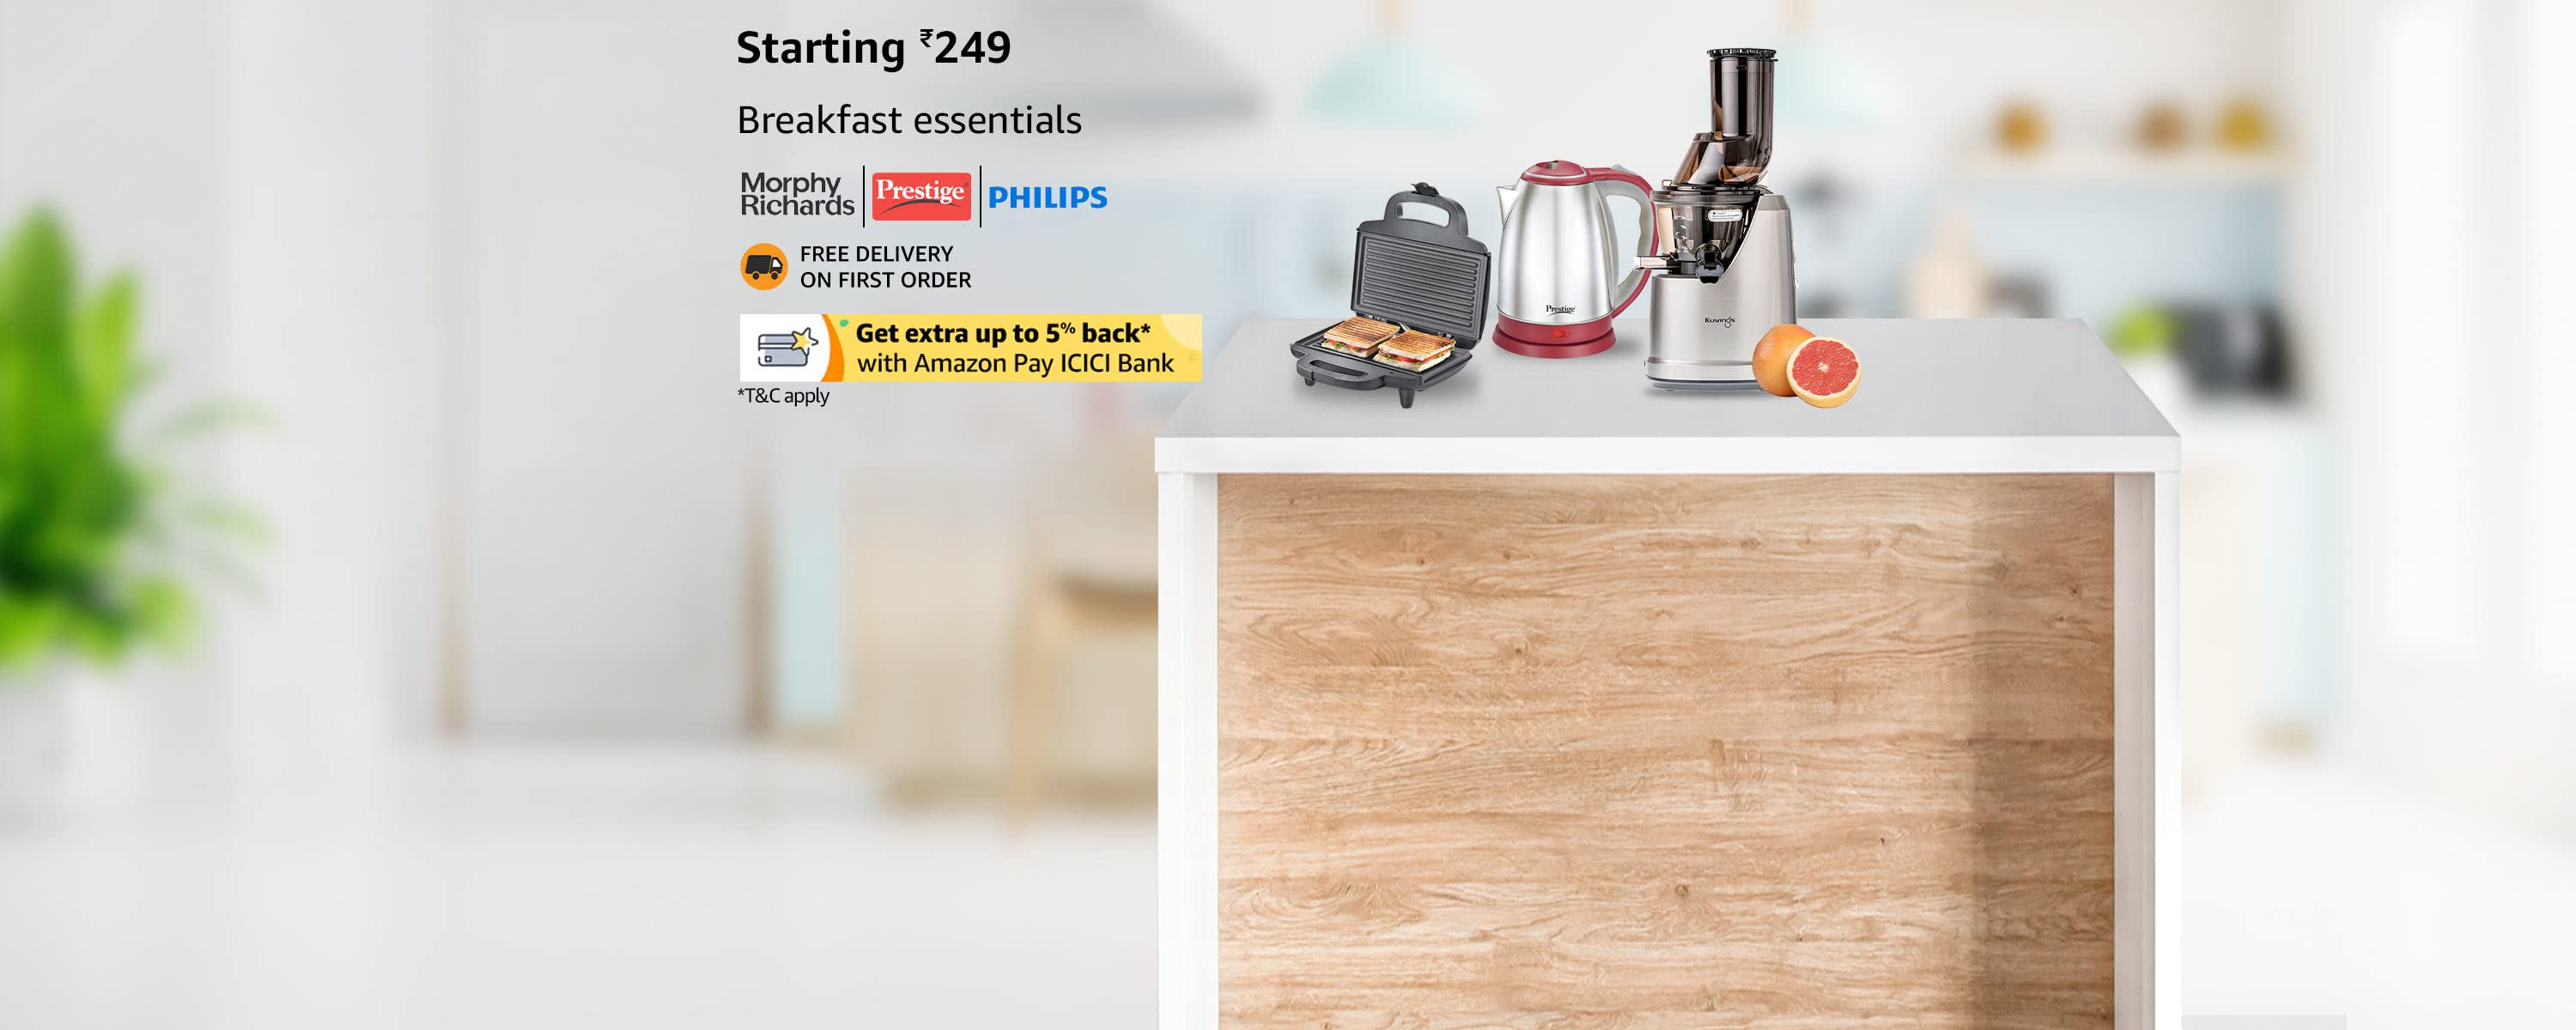 Starting ₹249
Breakfast essentials
Morphy
Richards
Prestige
PHILIPS
FREE DELIVERY
ON FIRST ORDER
Get extra up to 5% back*
with Amazon Pay ICICI Bank
*T&C apply
Prestige
Kuvings